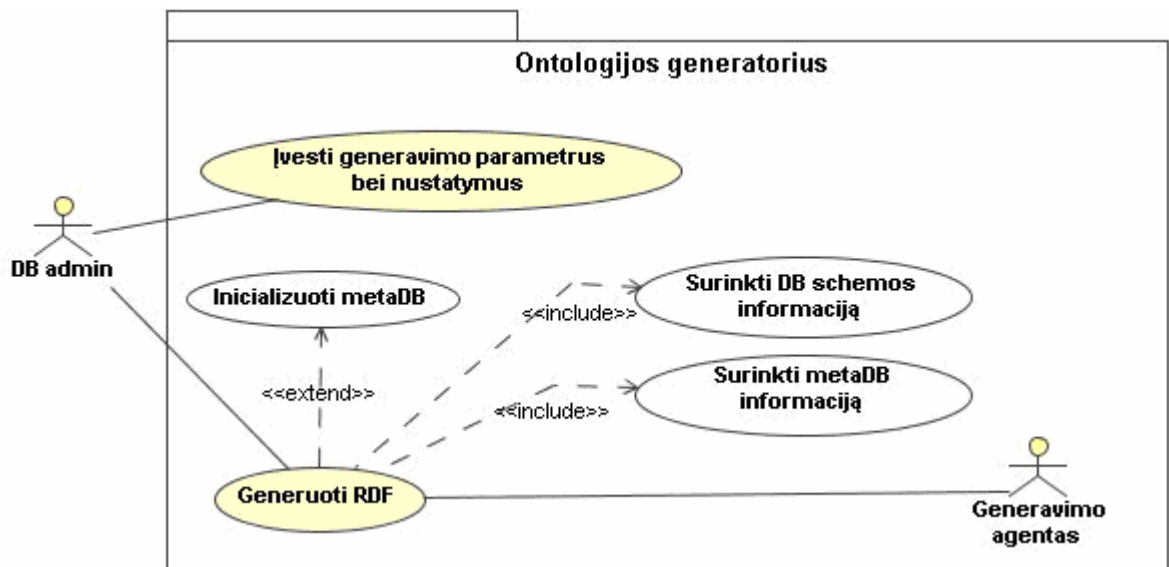 Ontologijos generatorius
Įvesti generavimo parametrus
bei nustatymus
DB admin
Inicializuoti metaDB
Surinkti DB schemos
informaciją
<<include>>
Surinkti metaDB
informaciją
<<extend>>
<<include>>
Generuoti RDF
Generavimo
agentas